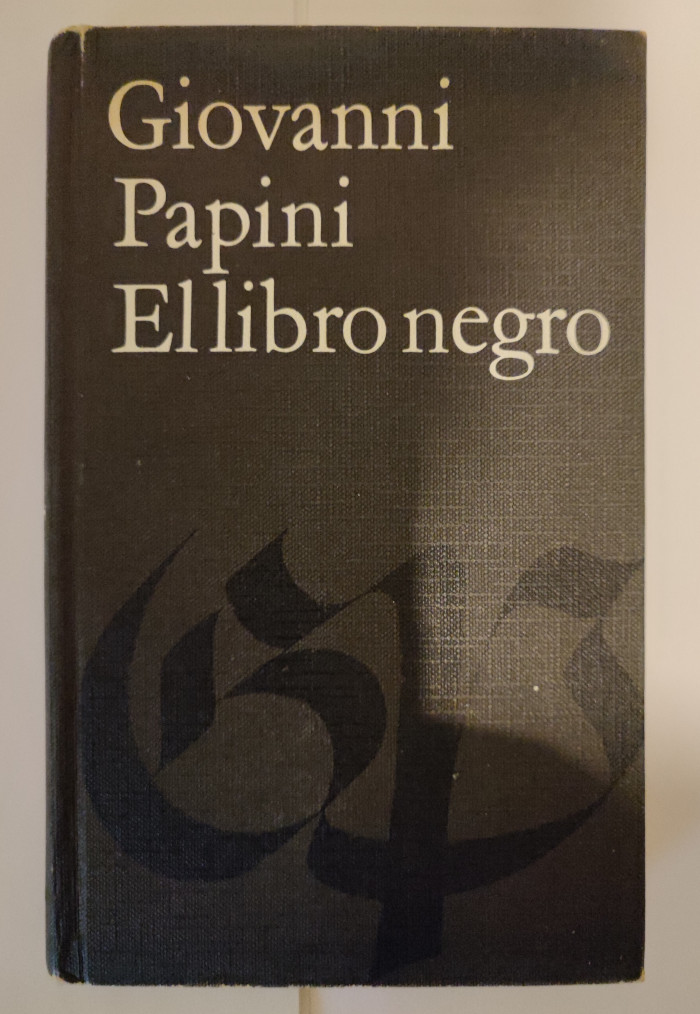 Giovanni
Papini
El libro negro